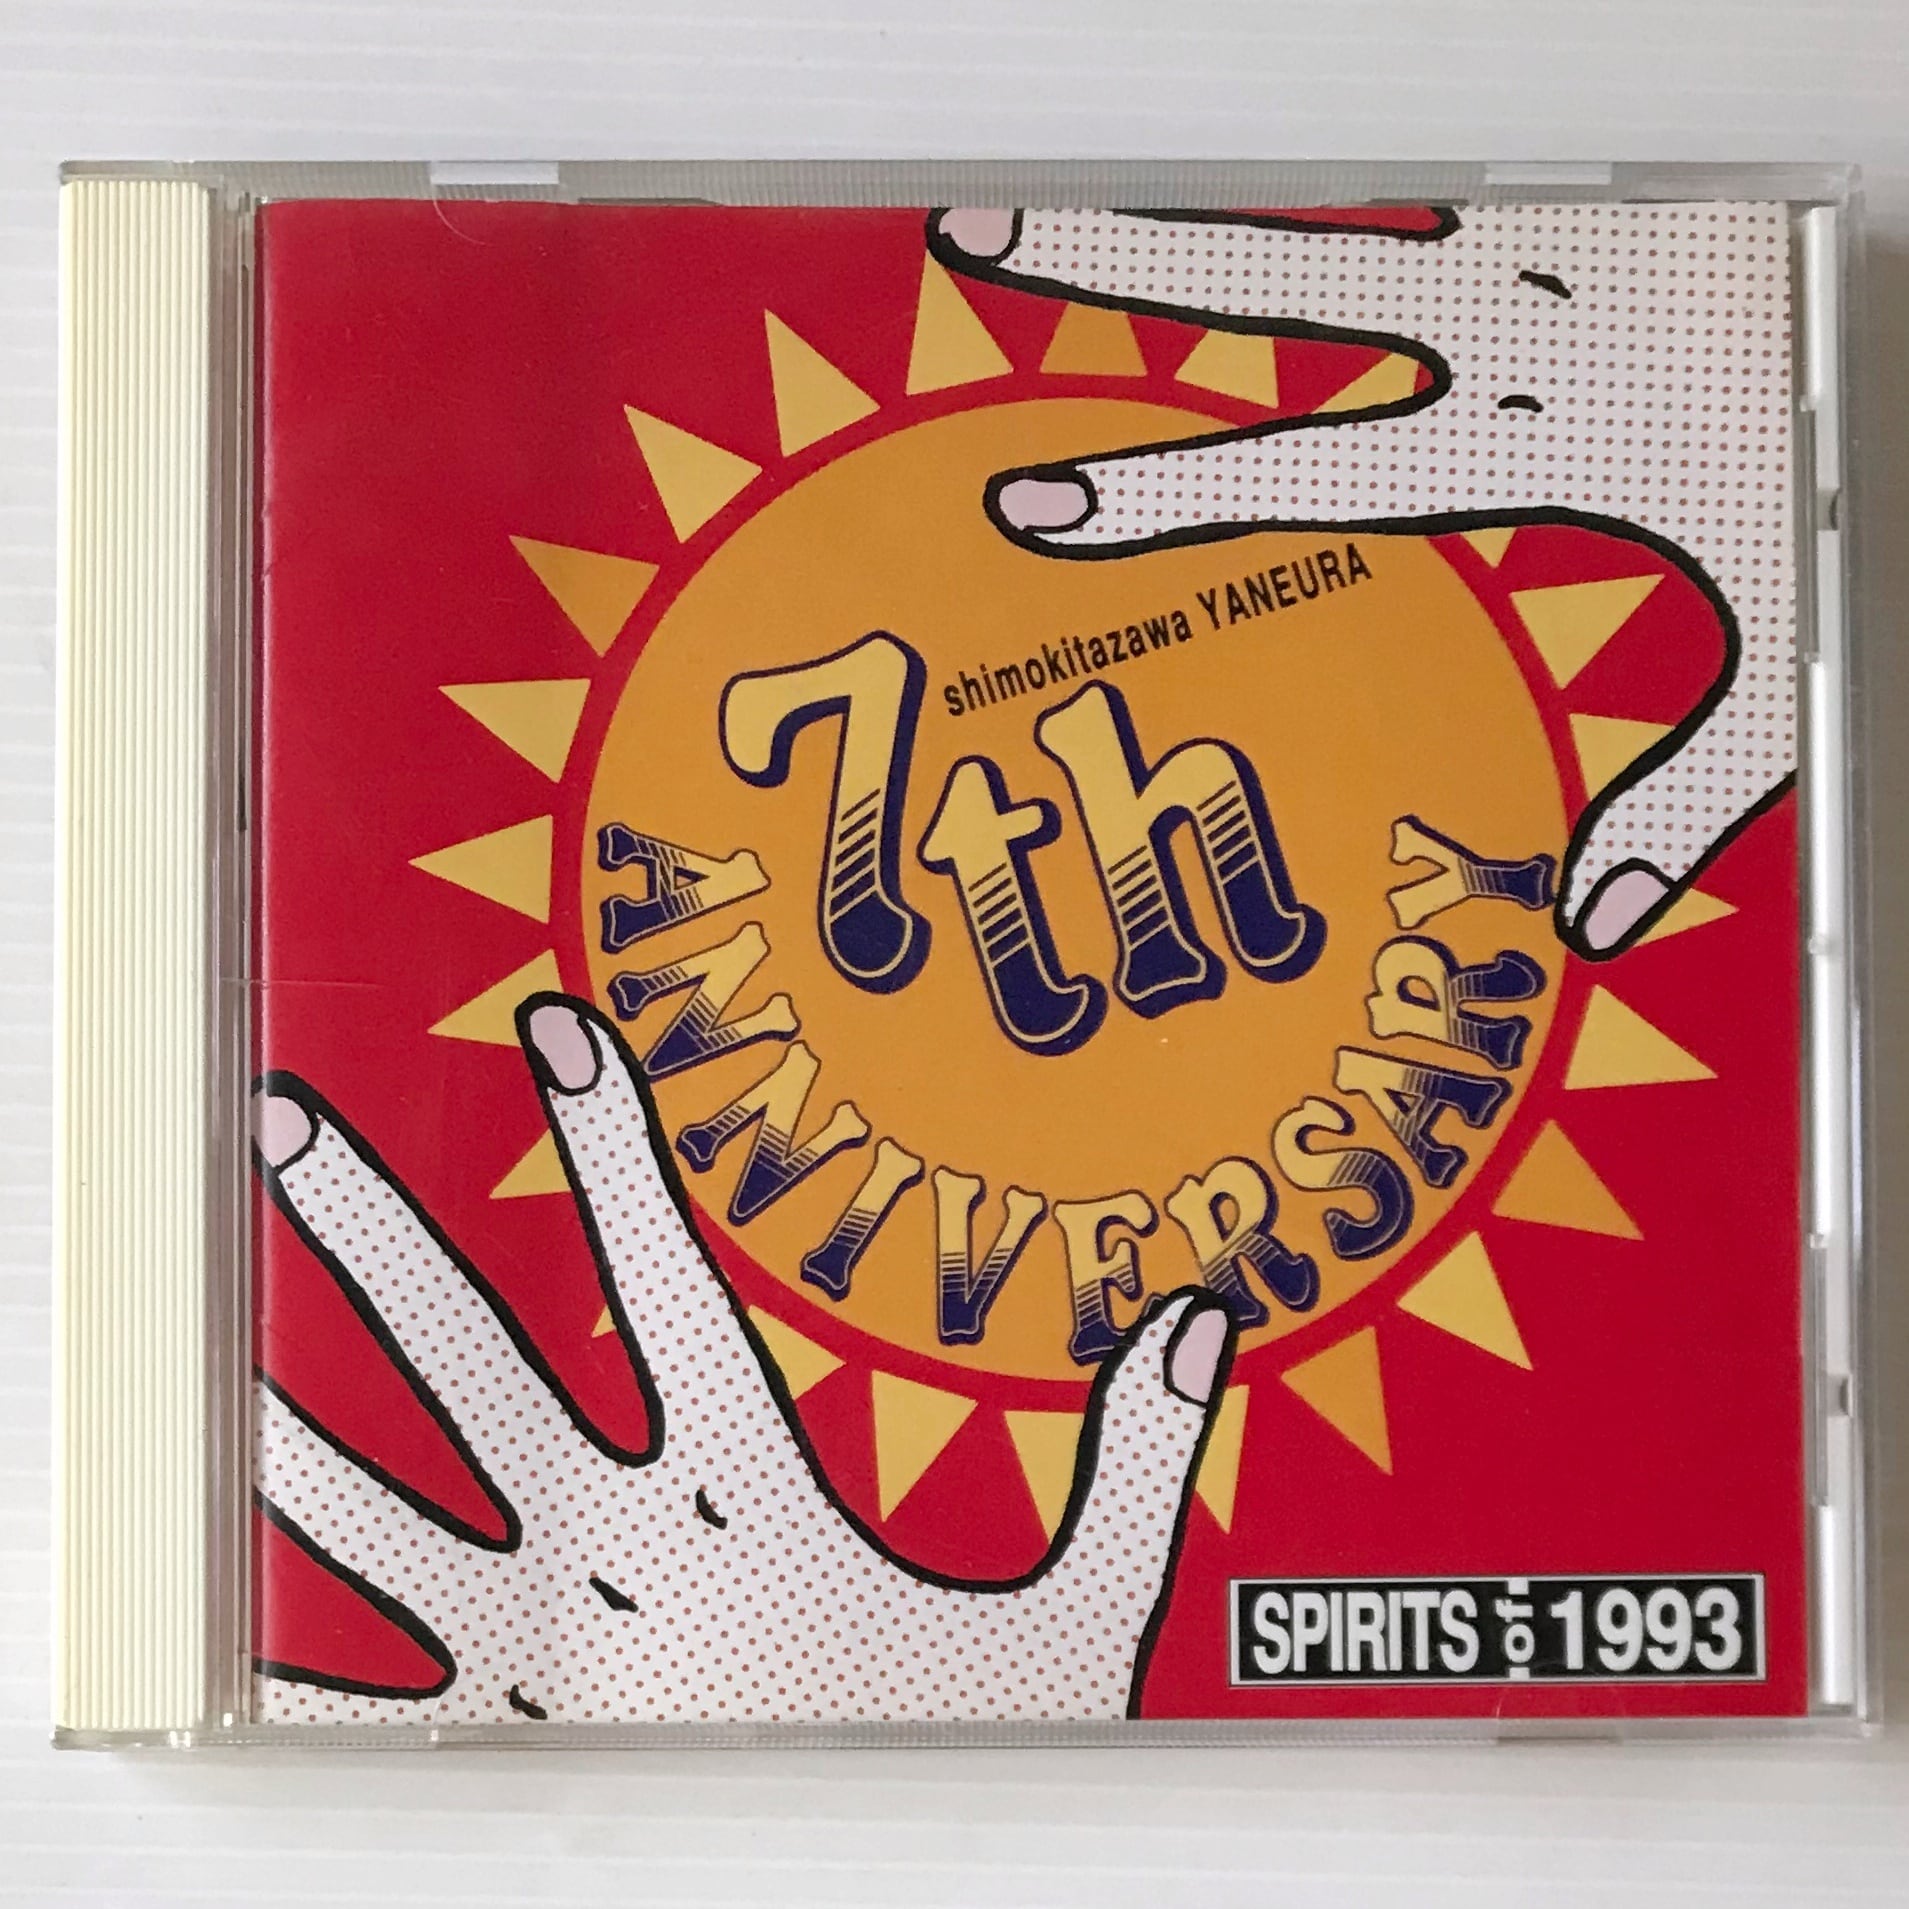 shimokitazawa YANEURA
7th
ANNIVERSARY
SPIRITS of 1993